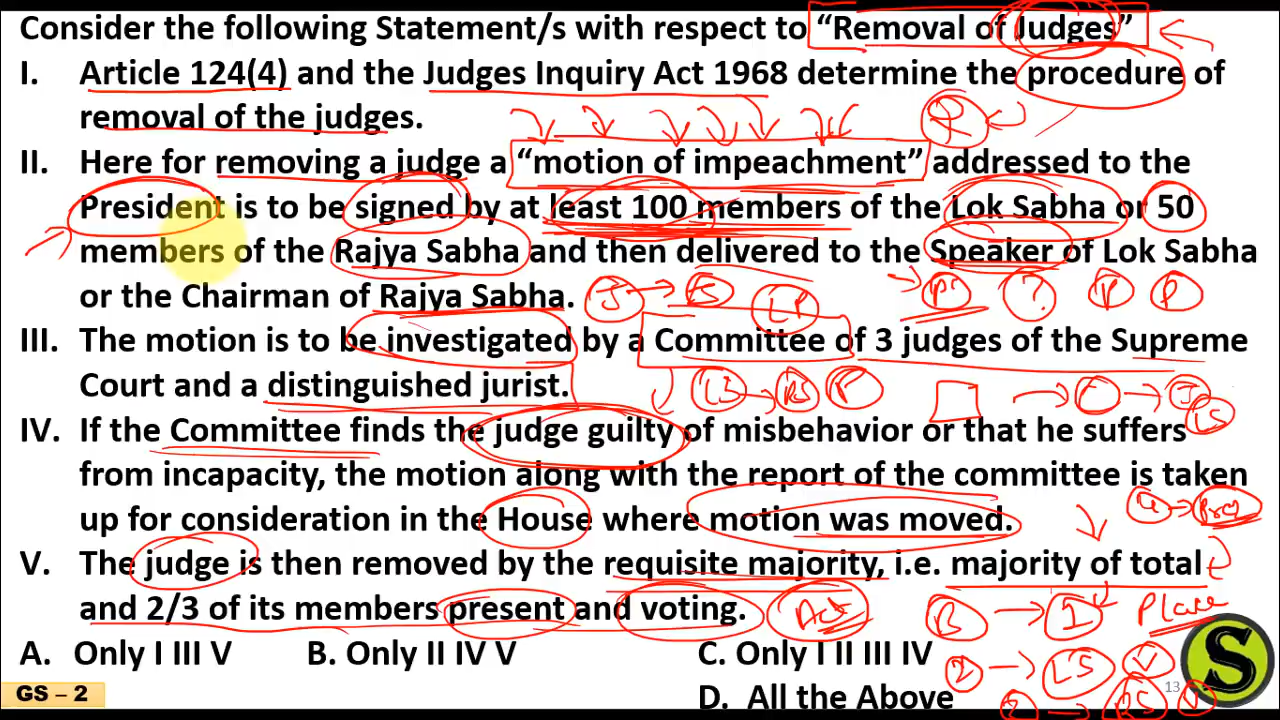 Consider the following Statement/s with respect to “Removal of Judges”
I. Article 124(4) and the Judges Inquiry Act 1968 determine the procedure of
removal of the judges.
II. Here for removing a judge a “motion of impeachment” addressed to the
President is to be signed by at least 100 members of the Lok Sabha or 50
members of the Rajya Sabha and then delivered to the Speaker of Lok Sabha
or the Chairman of Rajya Sabha.
III. The motion is to be investigated by a Committee of 3 judges of the Supreme
Court and a distinguished jurist.
IV. If the Committee finds the judge guilty of misbehavior or that he suffers
from incapacity, the motion along with the report of the committee is taken
up for consideration in the House where motion was moved.
V. The judge is then removed by the requisite majority, i.e. majority of total
and 2/3 of its members present and voting.
A. Only I III V B. Only II IV V C. Only I II III IV
D. All the Above
GS – 2
13
S
LS RS P
LS
B I Place
2 LS
RS